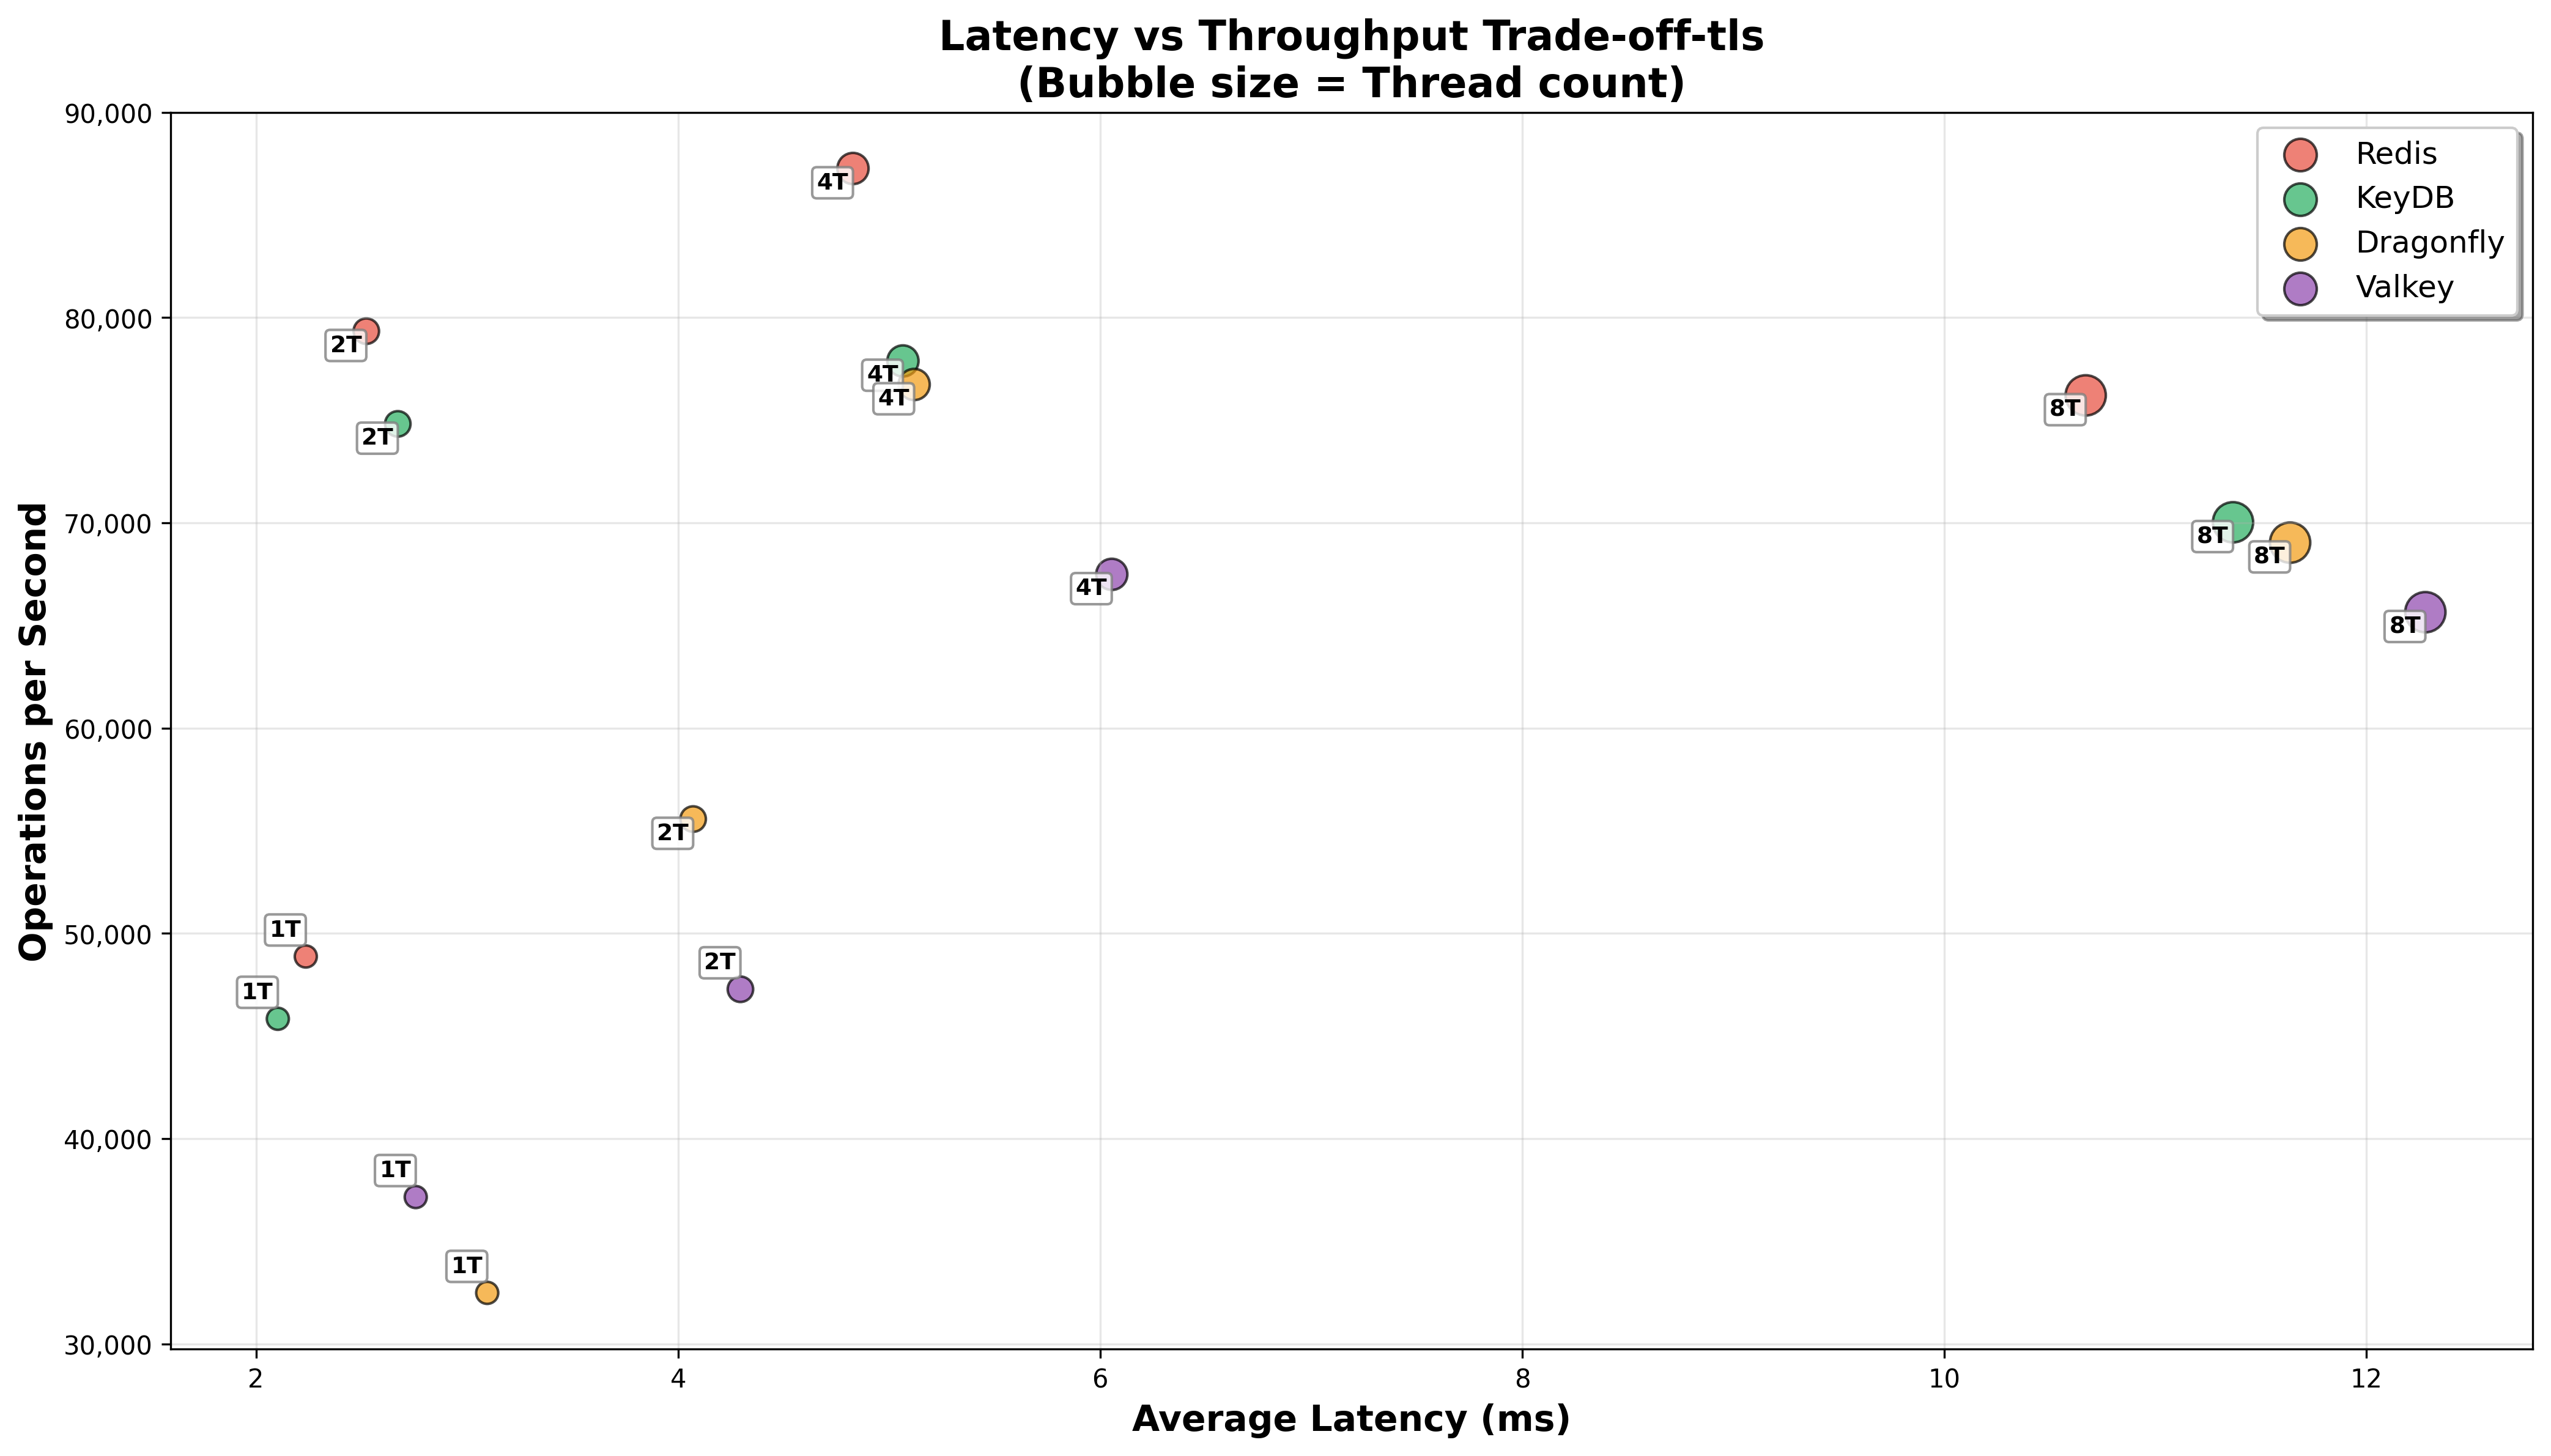 Latency vs Throughput Trade-off-tls
(Bubble size = Thread count)
90,000
80,000
70,000
60,000
50,000
40,000
30,000
Operations per Second
4T
2T
4T
4T
2T
8T
8T
8T
4T
8T
2T
1T
2T
1T
1T
1T
Redis
KeyDB
Dragonfly
Valkey
2
4
6
8
10
12
Average Latency (ms)